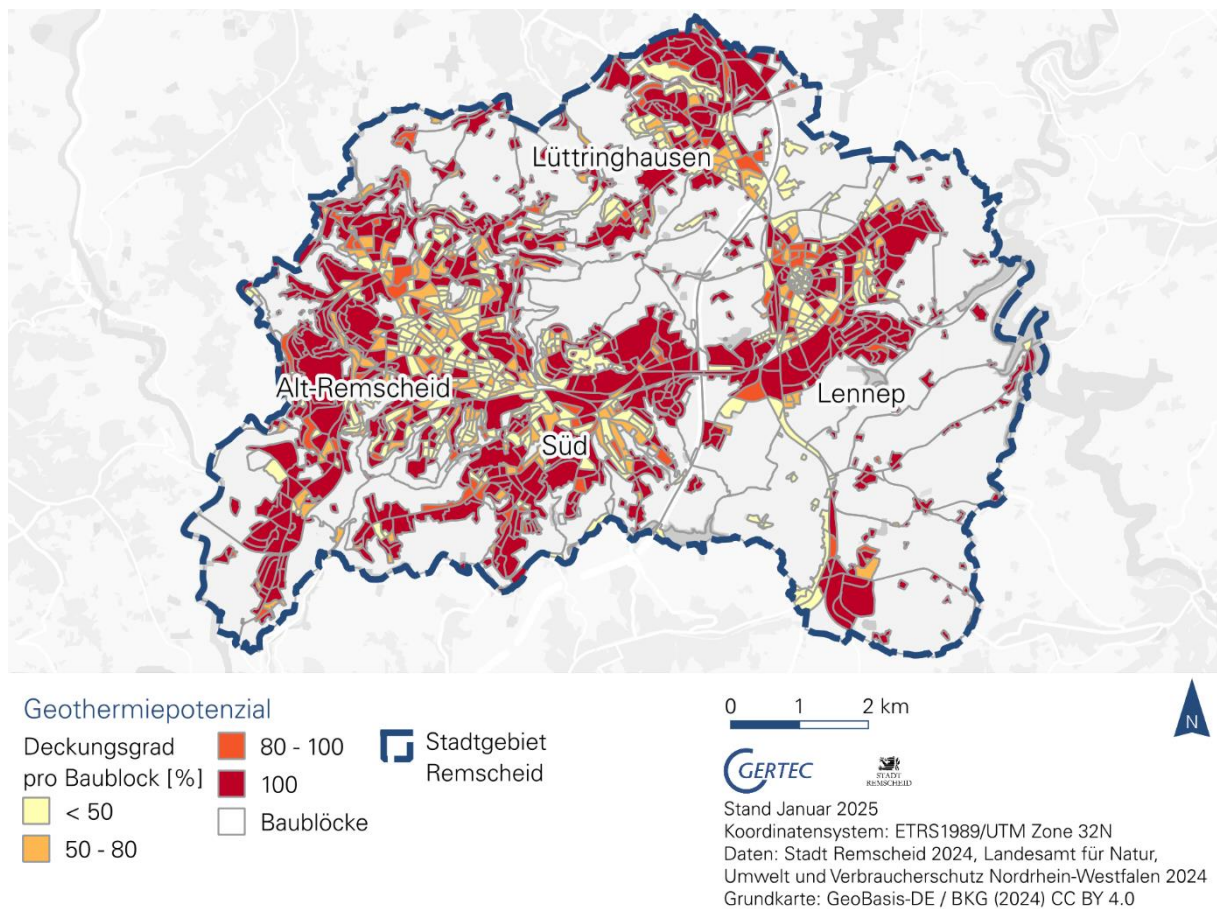 Lüttringhausen
Alt-Remscheid
Lennep
Süd
Geothermiepotenzial
Deckungsgrad
pro Baublock [%]
< 50
50 - 80
80 - 100
100
Baublöcke
Stadtgebiet
Remscheid
0 1 2 km
N
GERTEC
STADT
REMSCHEID
Stand Januar 2025
Koordinatensystem: ETRS1989/UTM Zone 32N
Daten: Stadt Remscheid 2024, Landesamt für Natur,
Umwelt und Verbraucherschutz Nordrhein-Westfalen 2024
Grundkarte: GeoBasis-DE / BKG (2024) CC BY 4.0